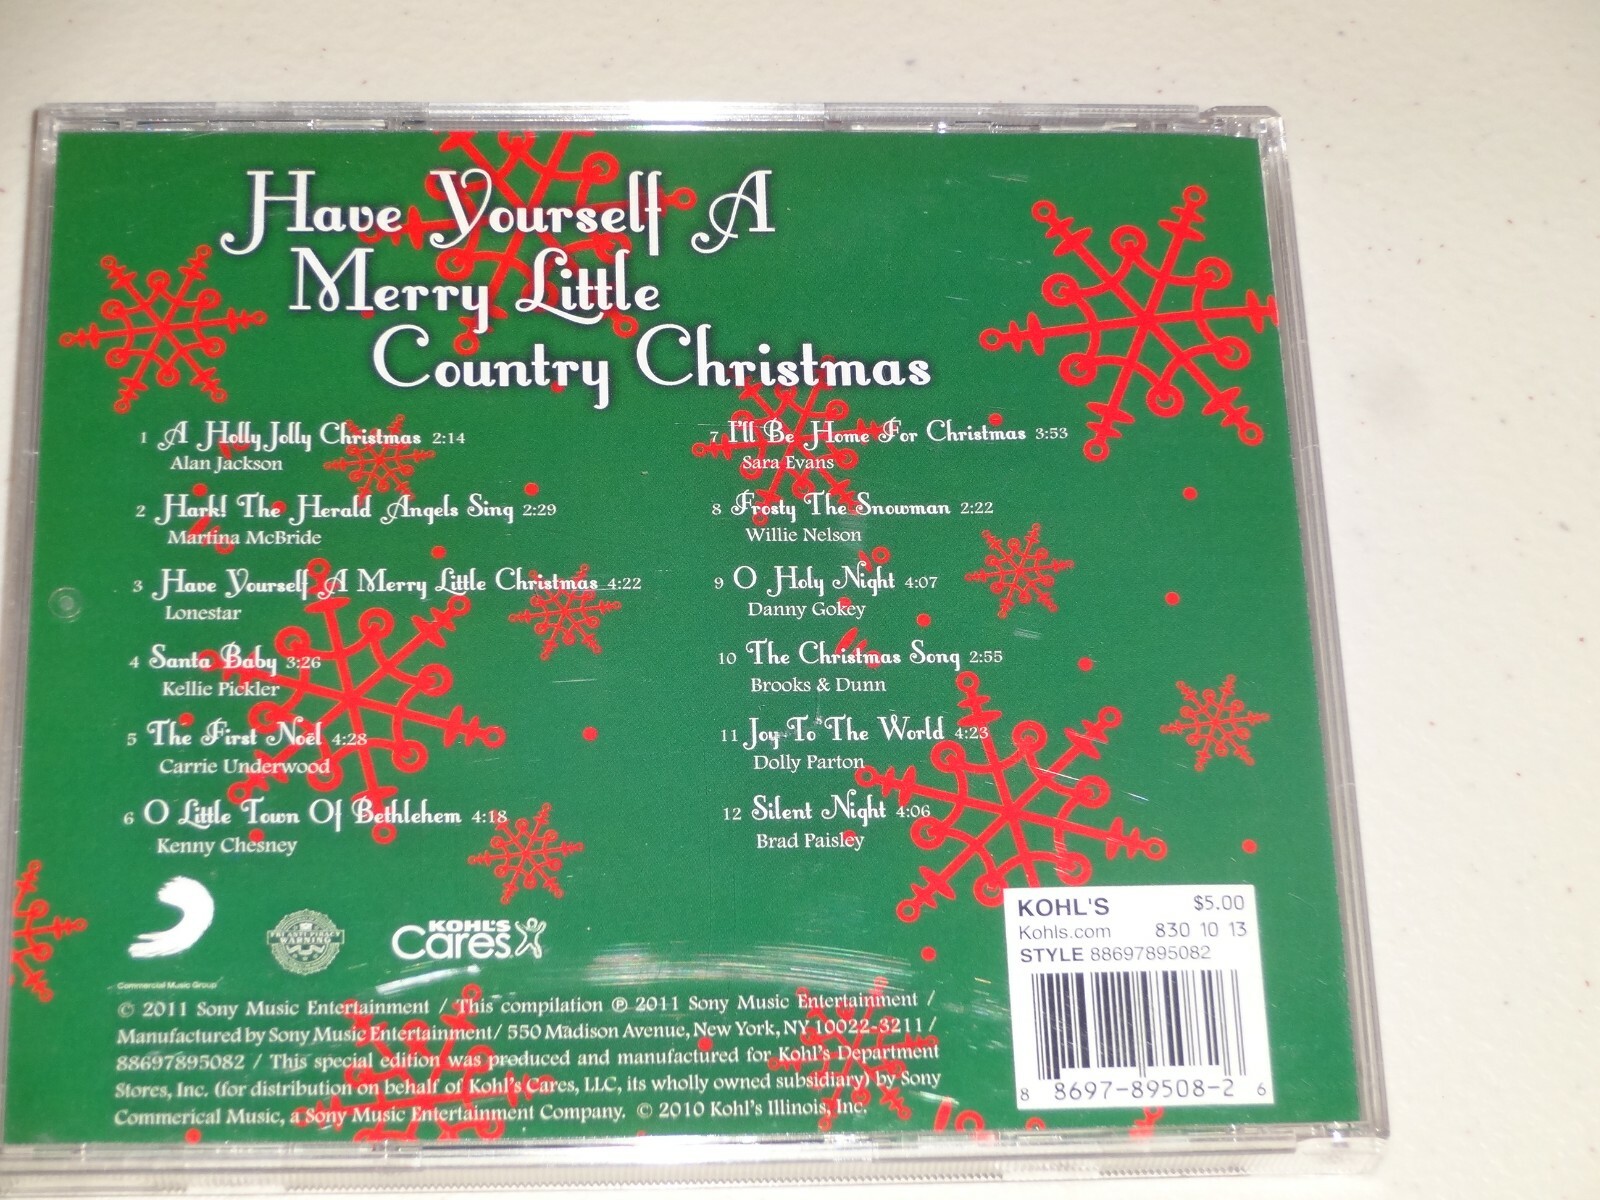 Have Yourself A
Merry Little
Country Christmas
1 A Holly Jolly Christmas 2:14
Alan Jackson
2 Hark! The Herald Angels Sing 2:29
Martina McBride
3 Have Yourself A Merry Little Christmas 4:22
Lonestar
4 Santa Baby 3:26
Kellie Pickler
5 The First Noël 4:28
Carrie Underwood
6 O Little Town Of Bethlehem 4:18
Kenny Chesney
7 I'll Be Home For Christmas 3:53
Sara Evans
8 Frosty The Snowman 2:22
Willie Nelson
9 O Holy Night 4:07
Danny Gokey
10 The Christmas Song 2:55
Brooks & Dunn
11 Joy To The World 4:23
Dolly Parton
12 Silent Night 4:06
Brad Paisley
Commercial Music Group
FBI ANTI-PIRACY
WARNING
KOHL'S
Cares
© 2011 Sony Music Entertainment / This compilation ℗ 2011 Sony Music Entertainment /
Manufactured by Sony Music Entertainment / 550 Madison Avenue, New York, NY 10022-3211 /
88697895082 / This special edition was produced and manufactured for Kohl's Department
Stores, Inc. (for distribution on behalf of Kohl's Cares, LLC, its wholly owned subsidiary) by Sony
Commerical Music, a Sony Music Entertainment Company. © 2010 Kohl's Illinois, Inc.
KOHL'S $5.00
Kohls.com 830 10 13
STYLE 88697895082
8 8697-89508-2 6